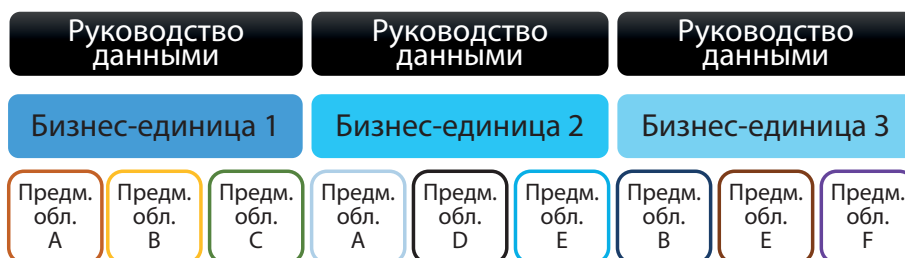 Руководство
данными
Руководство
данными
Руководство
данными
Бизнес-единица 1
Бизнес-единица 2
Бизнес-единица 3
Предм.
обл.
A
Предм.
обл.
B
Предм.
обл.
C
Предм.
обл.
A
Предм.
обл.
D
Предм.
обл.
E
Предм.
обл.
B
Предм.
обл.
E
Предм.
обл.
F